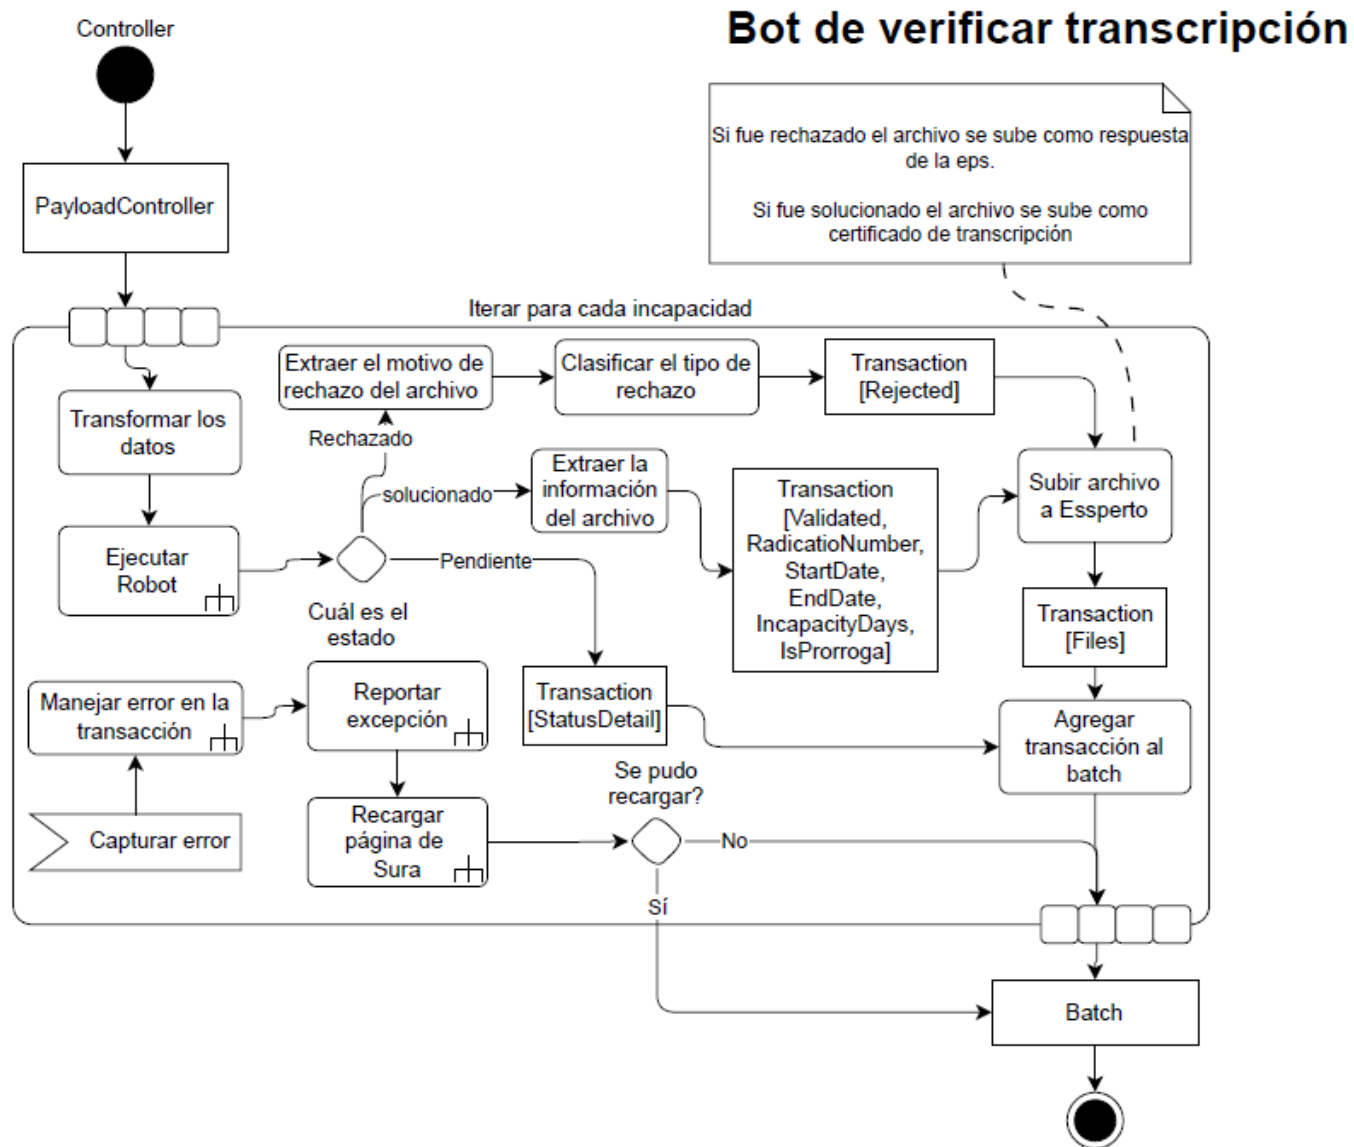 Controller
Bot de verificar transcripción
Si fue rechazado el archivo se sube como respuesta
de la eps.
Si fue solucionado el archivo se sube como
certificado de transcripción
PayloadController
Iterar para cada incapacidad
Extraer el motivo de
rechazo del archivo
Clasificar el tipo de
rechazo
Transaction
[Rejected]
Transformar los
datos
Rechazado
solucionado
Extraer la
información
del archivo
Transaction
[Validated,
RadicatioNumber,
StartDate,
EndDate,
IncapacityDays,
IsProrroga]
Subir archivo
a Essperto
Ejecutar
Robot
Pendiente
Cuál es el
estado
Transaction
[Files]
Manejar error en la
transacción
Reportar
excepción
Transaction
[StatusDetail]
Agregar
transacción al
batch
Se pudo
recargar?
Capturar error
Recargar
página de
Sura
No
Sí
Batch